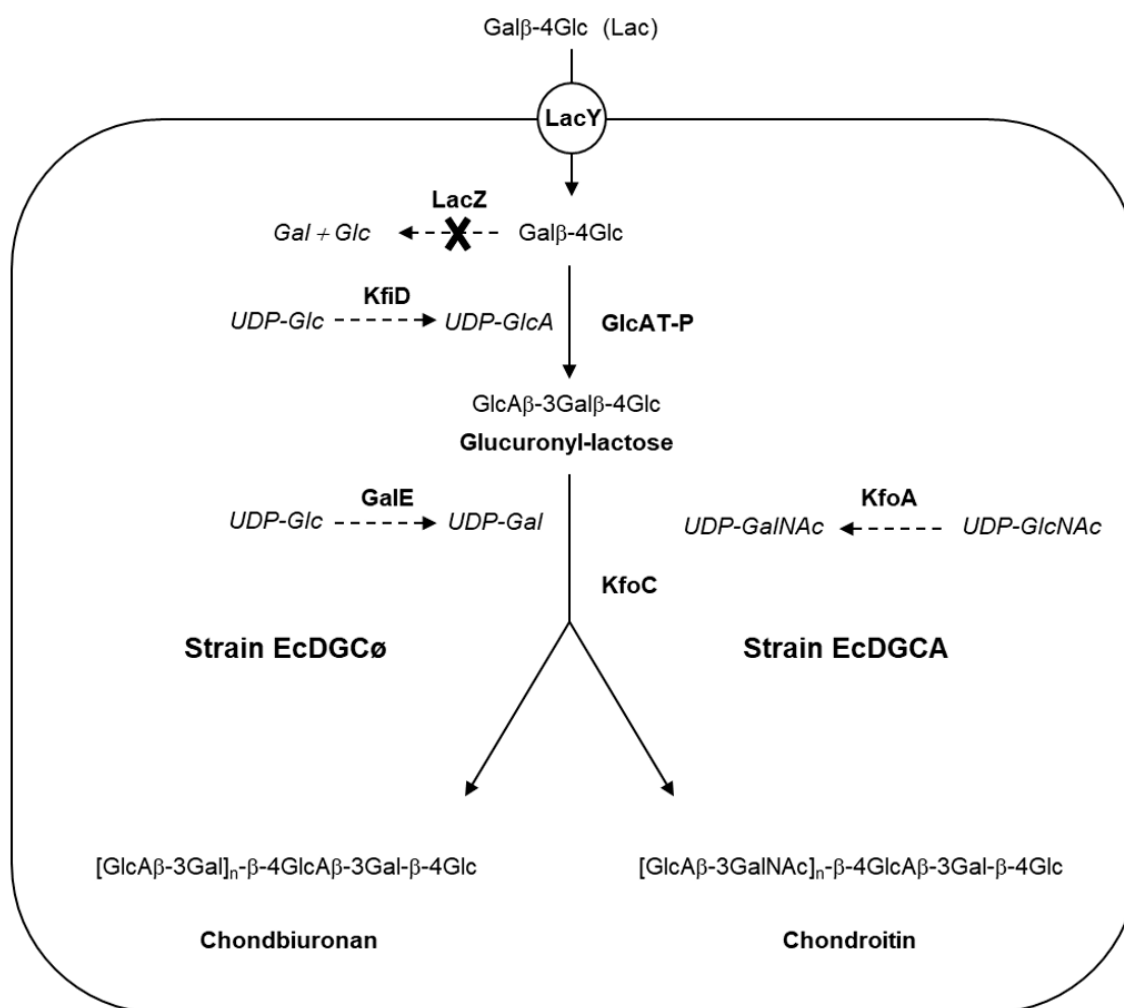 Galβ-4Glc (Lac)
LacY
LacZ
Gal + Glc
Galβ-4Glc
KfiD
UDP-Glc
UDP-GlcA
GlcAT-P
GlcAβ-3Galβ-4Glc
Glucuronyl-lactose
GalE
KfoA
UDP-Glc
UDP-Gal
UDP-GalNAc
UDP-GlcNAc
KfoC
Strain EcDGCø
Strain EcDGCA
[GlcAβ-3Gal]n-β-4GlcAβ-3Gal-β-4Glc
[GlcAβ-3GalNAc]n-β-4GlcAβ-3Gal-β-4Glc
Chondbiuronan
Chondroitin